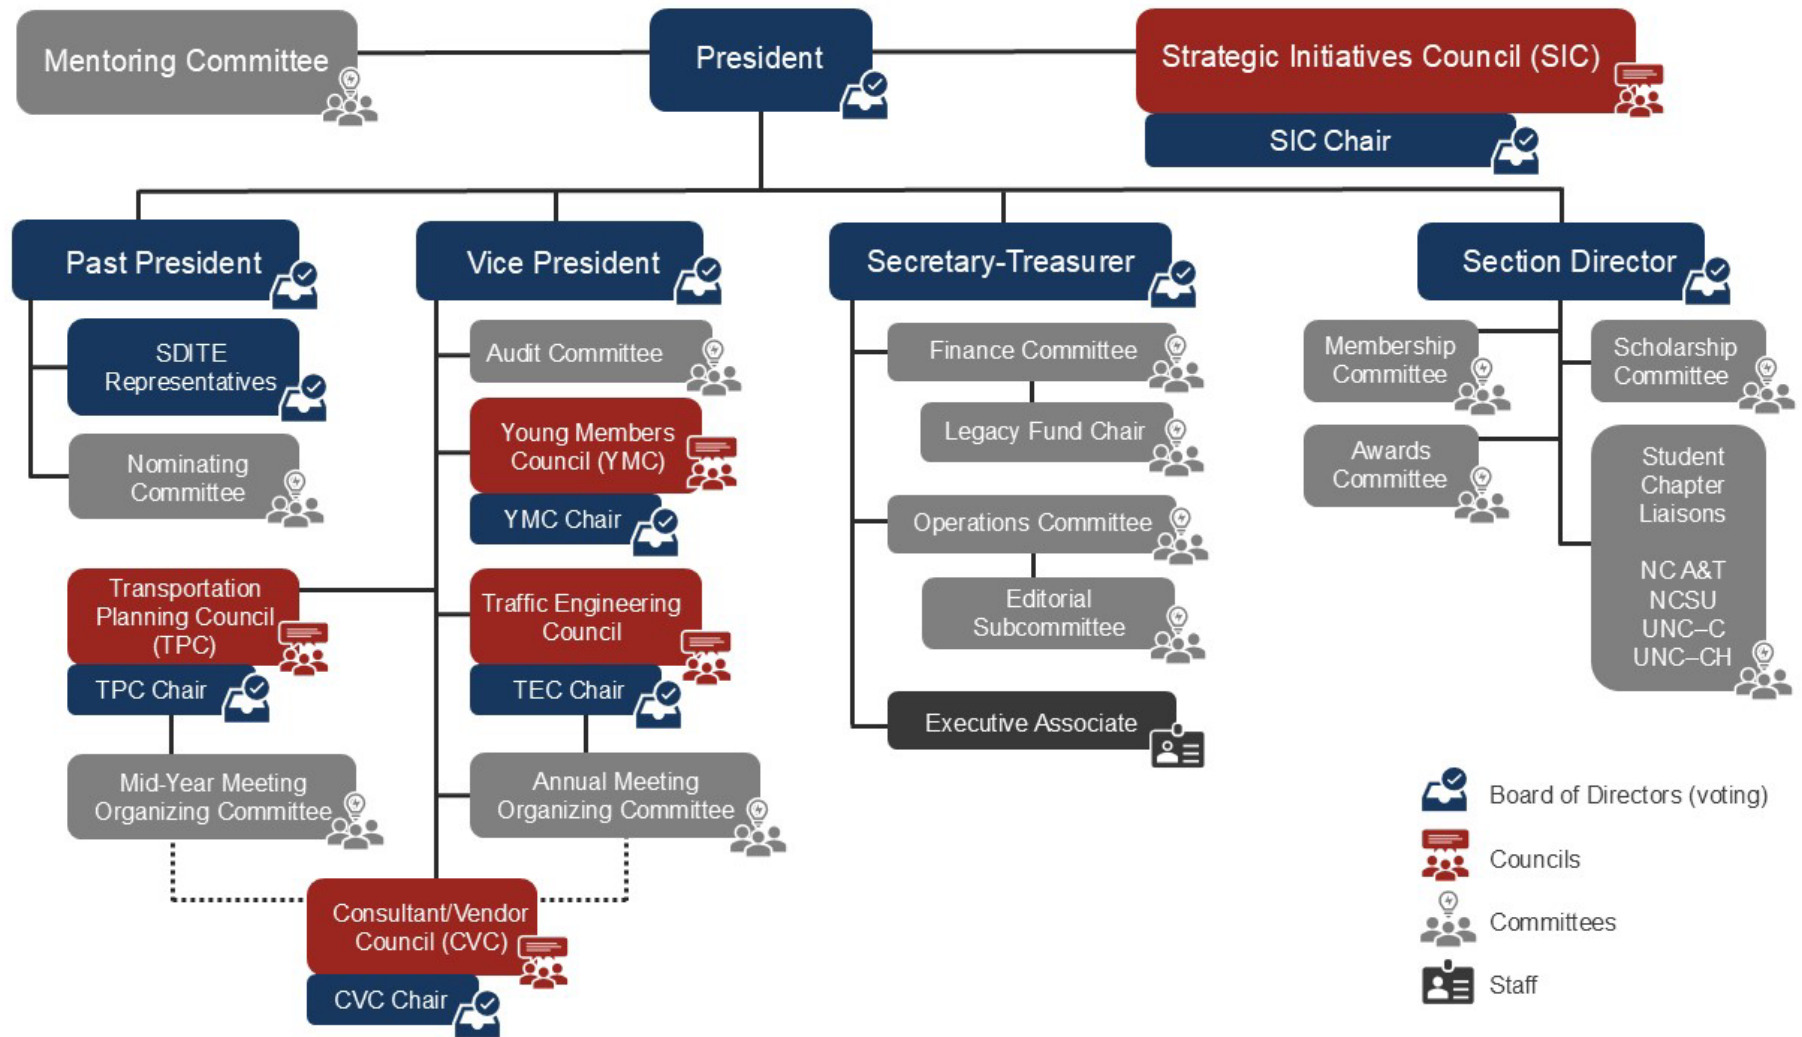 Mentoring Committee
President
Strategic Initiatives Council (SIC)
SIC Chair
Past President
Vice President
Secretary-Treasurer
Section Director
SDITE
Representatives
Nominating
Committee
Audit Committee
Young Members
Council (YMC)
YMC Chair
Transportation
Planning Council
(TPC)
TPC Chair
Mid-Year Meeting
Organizing Committee
Traffic Engineering
Council
TEC Chair
Annual Meeting
Organizing Committee
Consultant/Vendor
Council (CVC)
CVC Chair
Finance Committee
Legacy Fund Chair
Operations Committee
Editorial
Subcommittee
Executive Associate
Membership
Committee
Awards
Committee
Scholarship
Committee
Student
Chapter
Liaisons
NC A&T
NCSU
UNC–C
UNC–CH
Board of Directors (voting)
Councils
Committees
Staff